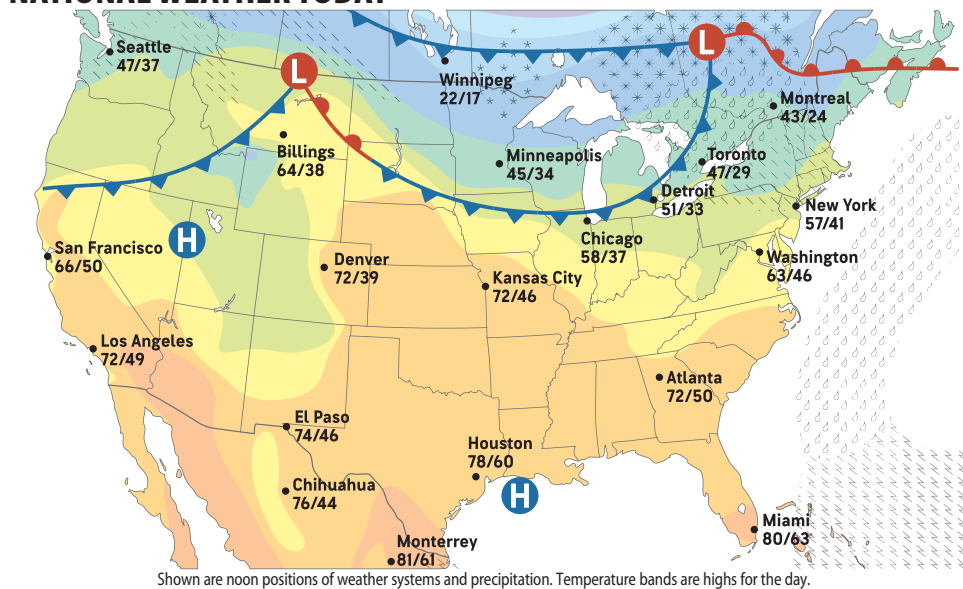 NATIONAL WEATHER TODAY
Seattle
47/37
L
L
Winnipeg
22/17
Montreal
43/24
Billings
64/38
Minneapolis
45/34
Toronto
47/29
Detroit
51/33
New York
57/41
H
San Francisco
66/50
Chicago
58/37
Washington
63/46
Denver
72/39
Kansas City
72/46
Los Angeles
72/49
Atlanta
72/50
El Paso
74/46
Houston
78/60
H
Chihuahua
76/44
Miami
80/63
Monterrey
81/61
Shown are noon positions of weather systems and precipitation. Temperature bands are highs for the day.